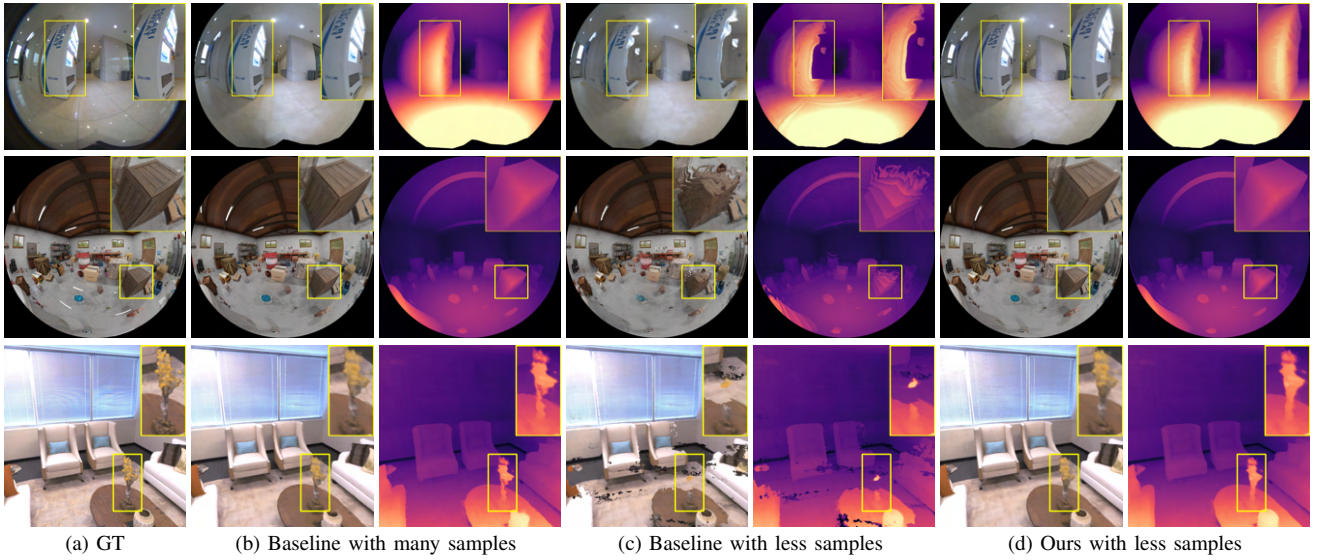 (a) GT
(b) Baseline with many samples
(c) Baseline with less samples
(d) Ours with less samples